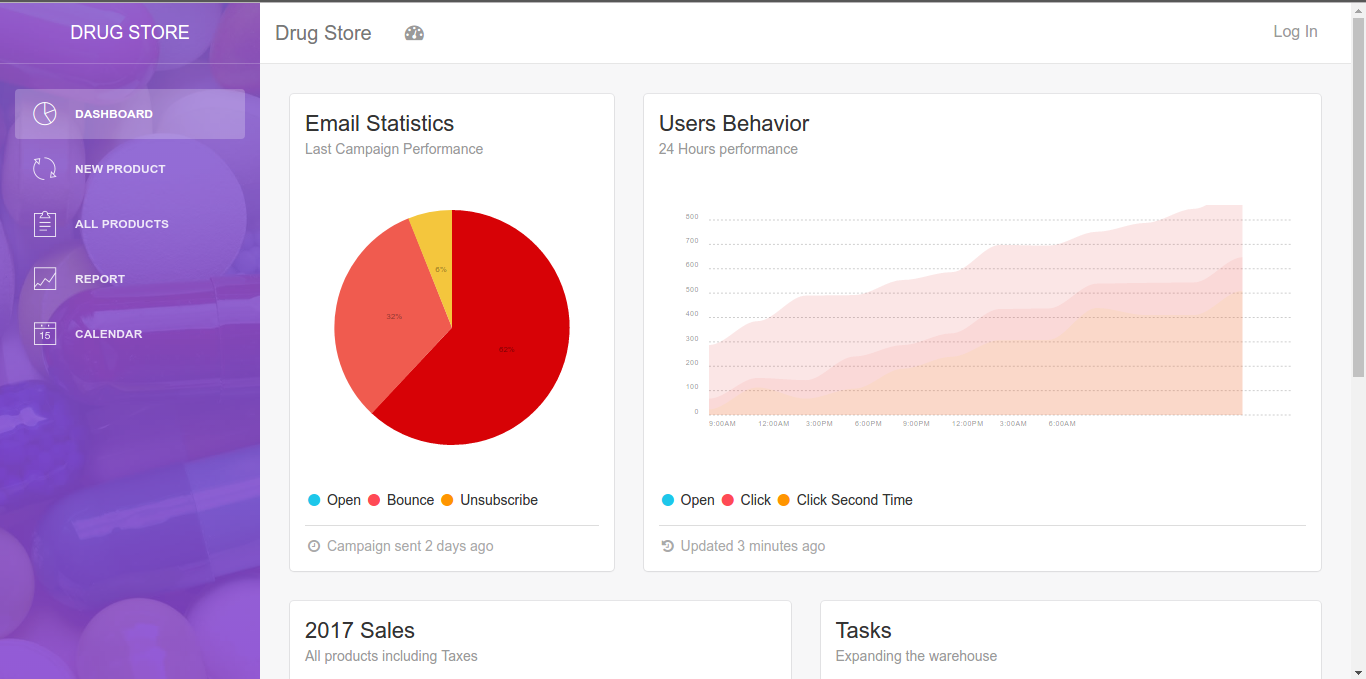 DRUG STORE
DASHBOARD
NEW PRODUCT
ALL PRODUCTS
REPORT
15
CALENDAR
Drug Store
Log In
Email Statistics
Last Campaign Performance
6%
32%
62%
Open Bounce Unsubscribe
Campaign sent 2 days ago
Users Behavior
24 Hours performance
800
700
600
500
400
300
200
100
0
9:00AM 12:00AM 3:00PM 6:00PM 9:00PM 12:00PM 3:00AM 6:00AM
Open Click Click Second Time
Updated 3 minutes ago
2017 Sales
All products including Taxes
Tasks
Expanding the warehouse